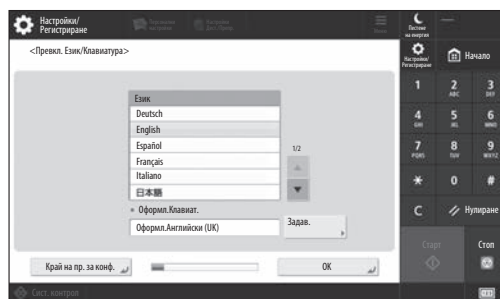 Настройки/
Регистриране
Меню
Пестене
на енергия
<Превкл. Език/Клавиатура>
Настройки/
Регистриране
Начало
Език
Deutsch
English
Español
Français
Italiano
日本語
1/2
Оформл.Клавиат.
Оформл.Английски (UK)
Задав.
Край на пр. за конф.
OK
1
2
ABC
3
DEF
4
GHI
5
JKL
6
MNO
7
PQRS
8
TUV
9
WXYZ
*
0
#
C
Нулиране
Старт
Стоп
Сист. контрол